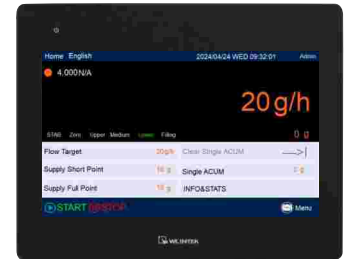 Home English 2024/04/24 WED 09:32:01 Admin
4.000N/A
20g/h
STAB Zero Upper Medium Lower Filling 0 g
Flow Target 20g/h Clear Single ACUM —>|
Supply Short Point 10 g Single ACUM 0 g
Supply Full Point g INFO&STATS
START STOP Menu
WEINTEK